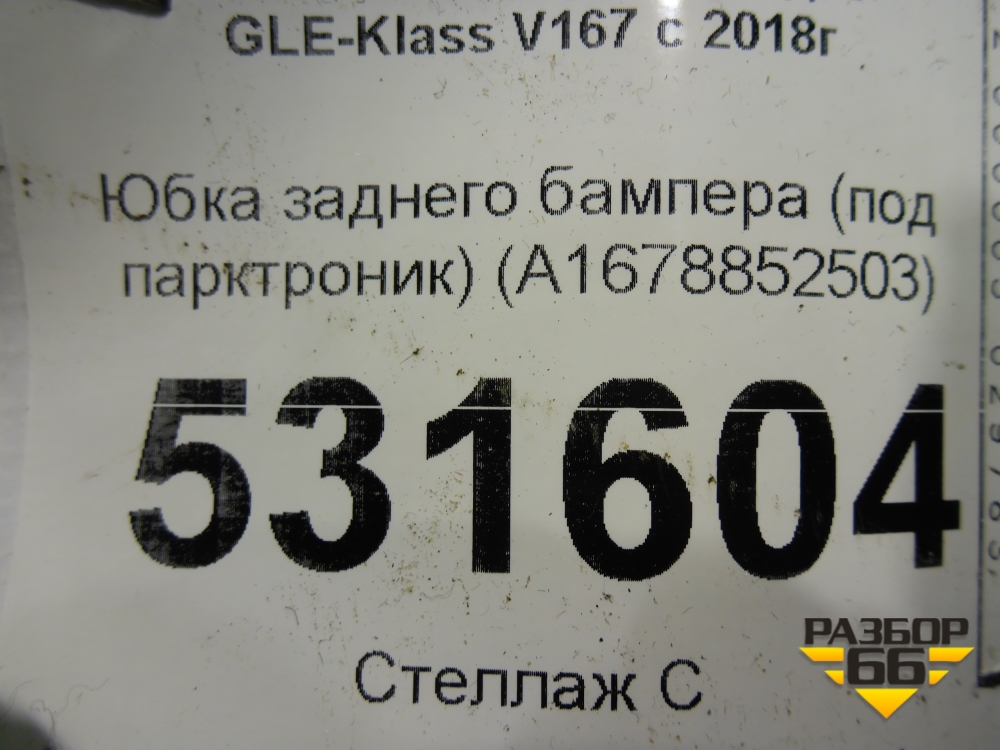 GLE-Klass V167 с 2018г
Юбка заднего бампера (под
парктроник) (A1678852503)
531604
Стеллаж С
РАЗБОР
66